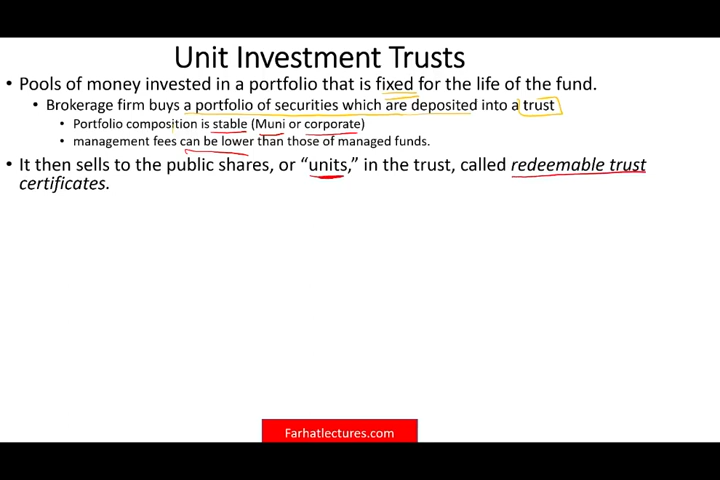 Unit Investment Trusts
• Pools of money invested in a portfolio that is fixed for the life of the fund.
• Brokerage firm buys a portfolio of securities which are deposited into a trust
• Portfolio composition is stable (Muni or corporate)
• management fees can be lower than those of managed funds.
• It then sells to the public shares, or “units,” in the trust, called redeemable trust
certificates.
Farhatlectures.com